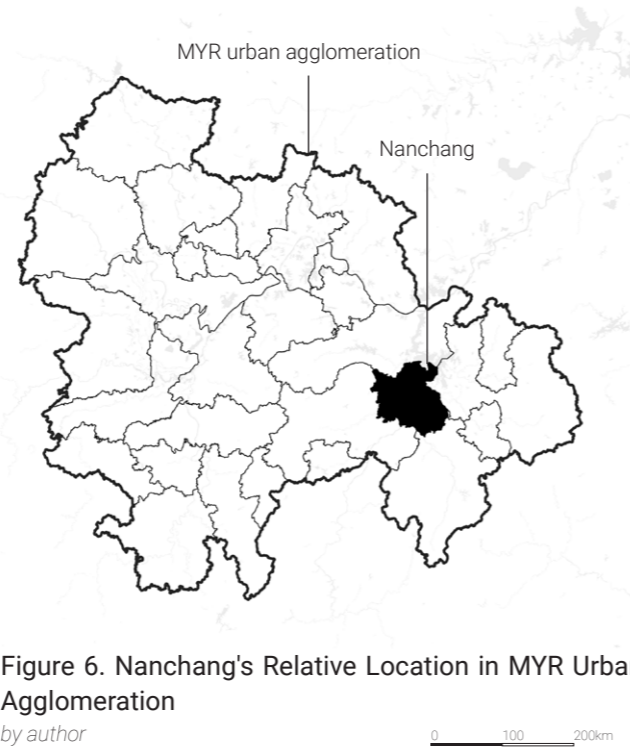 MYR urban agglomeration
Nanchang
Figure 6. Nanchang's Relative Location in MYR Urba
Agglomeration
by author
0 100 200km